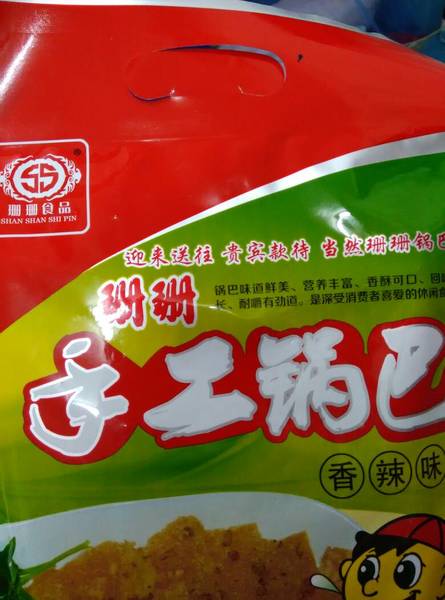 SS
珊珊食品
SHAN SHAN SHI PIN
迎来送往 贵宾款待 当然珊珊锅巴
珊珊
锅巴味道鲜美、营养丰富、香酥可口、回味
长、耐嚼有劲道。是深受消费者喜爱的休闲
手工锅巴
香辣味